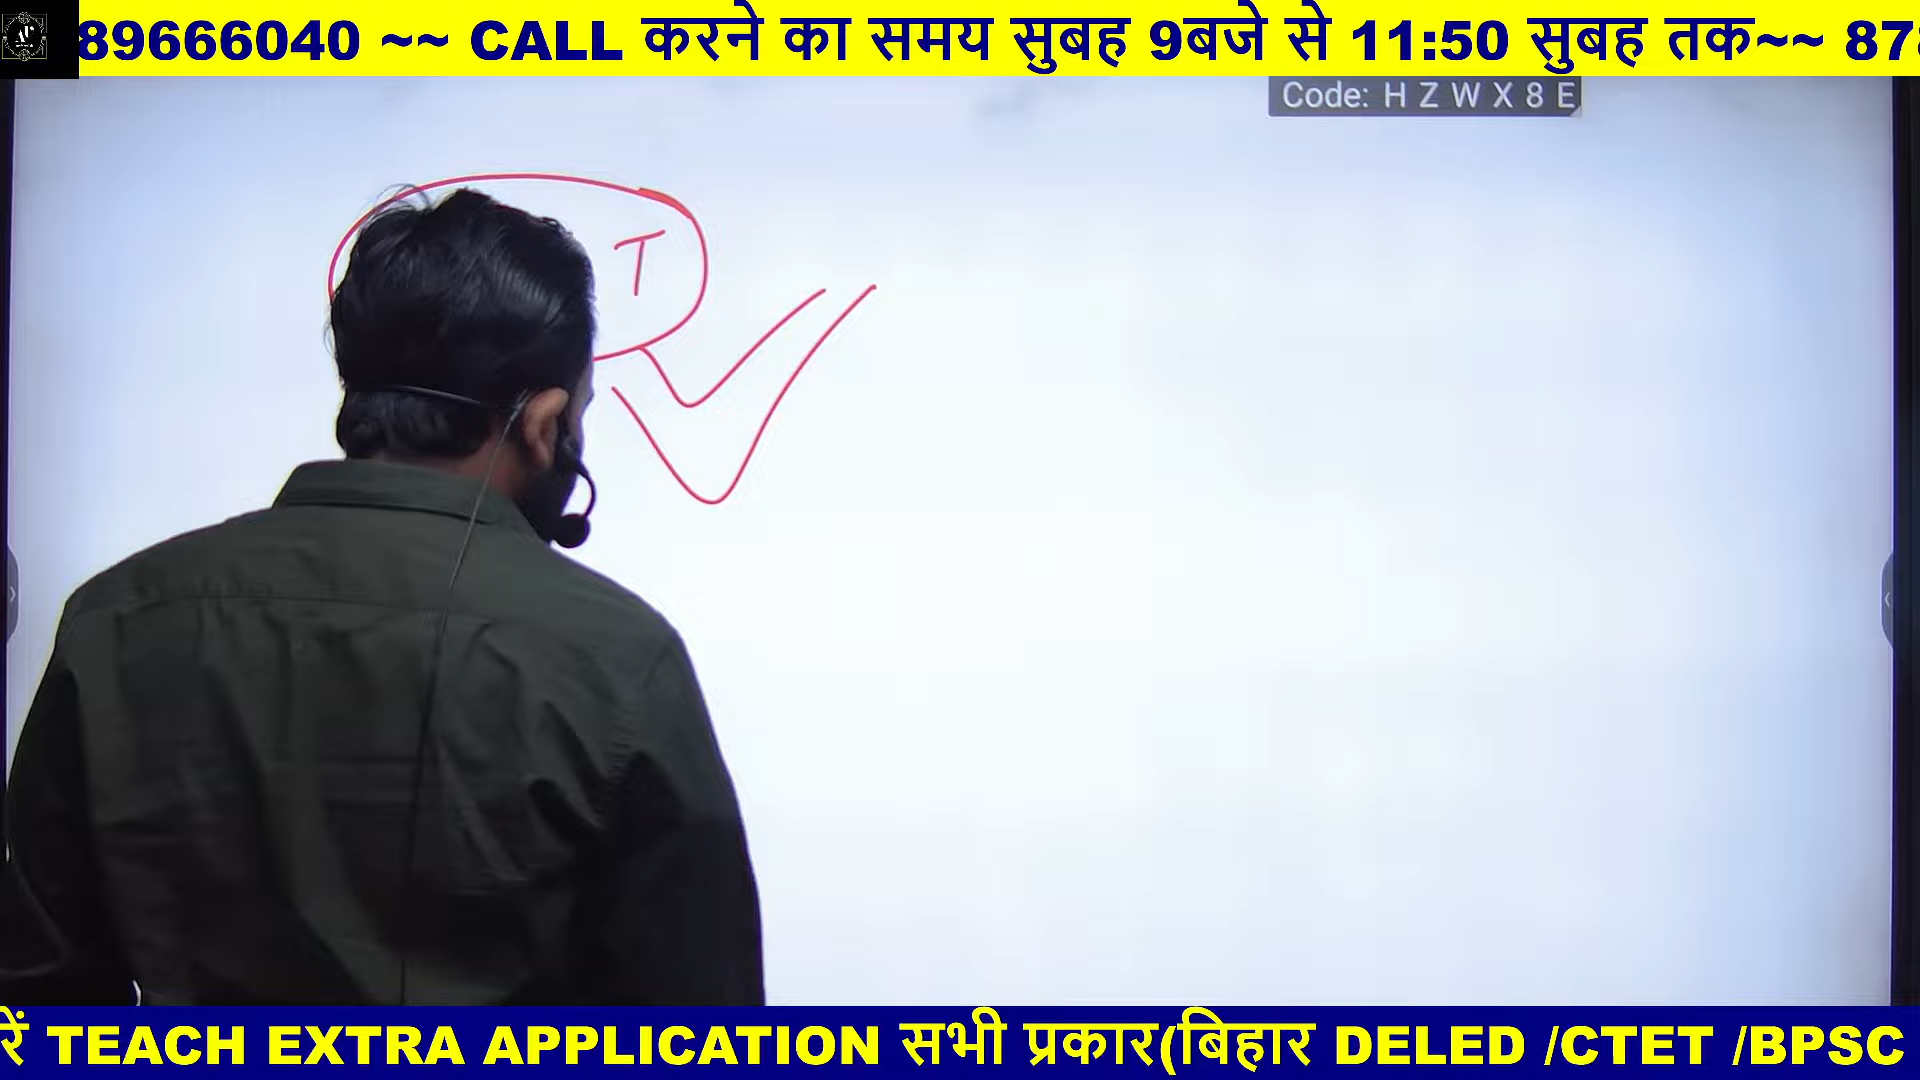 89666040 ~~ CALL करने का समय सुबह 9बजे से 11:50 सुबह तक~~ 87
Code: H Z W X 8 E
T
रें TEACH EXTRA APPLICATION सभी प्रकार(बिहार DELED /CTET /BPSC